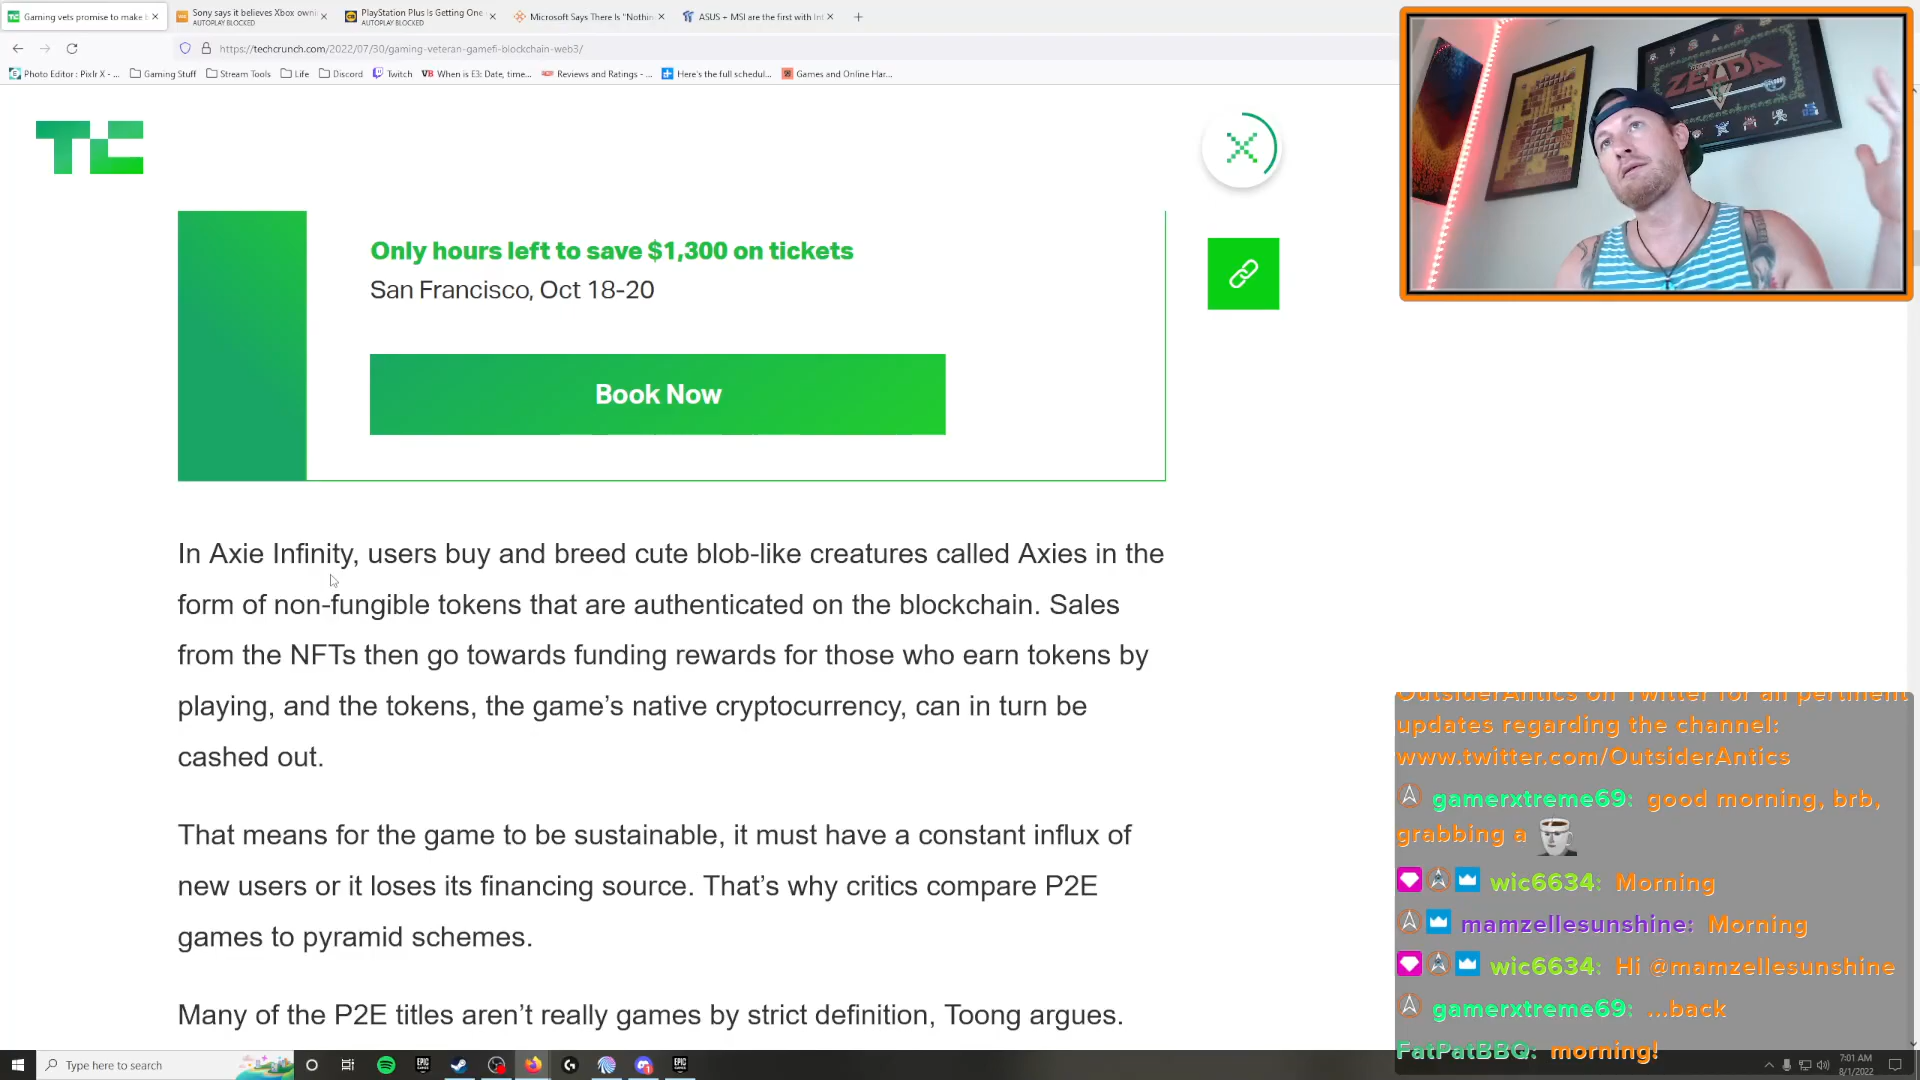 Gaming vets promise to make b
Sony says it believes Xbox owni
AUTOPLAY BLOCKED
PlayStation Plus Is Getting One
AUTOPLAY BLOCKED
Microsoft Says There Is "Nothin
ASUS + MSI are the first with Int
https://techcrunch.com/2022/07/30/gaming-veteran-gamefi-blockchain-web3/
Photo Editor : Pixlr X - ...
Gaming Stuff
Stream Tools
Life
Discord
Twitch
When is E3: Date, time...
Reviews and Ratings - ...
Here's the full schedul...
Games and Online Har...
TC
ZELDA
Only hours left to save $1,300 on tickets
San Francisco, Oct 18-20
Book Now
In Axie Infinity, users buy and breed cute blob-like creatures called Axies in the
form of non-fungible tokens that are authenticated on the blockchain. Sales
from the NFTs then go towards funding rewards for those who earn tokens by
playing, and the tokens, the game's native cryptocurrency, can in turn be
cashed out.
That means for the game to be sustainable, it must have a constant influx of
new users or it loses its financing source. That's why critics compare P2E
games to pyramid schemes.
Many of the P2E titles aren't really games by strict definition, Toong argues.
OutsiderAntics on Twitter for all pertinent
updates regarding the channel:
www.twitter.com/OutsiderAntics
gamerxtreme69: good morning, brb,
grabbing a
wic6634: Morning
mamzellesunshine: Morning
wic6634: Hi @mamzellesunshine
gamerxtreme69: ...back
FatPatBBQ: morning!
Type here to search
7:01 AM
8/1/2022